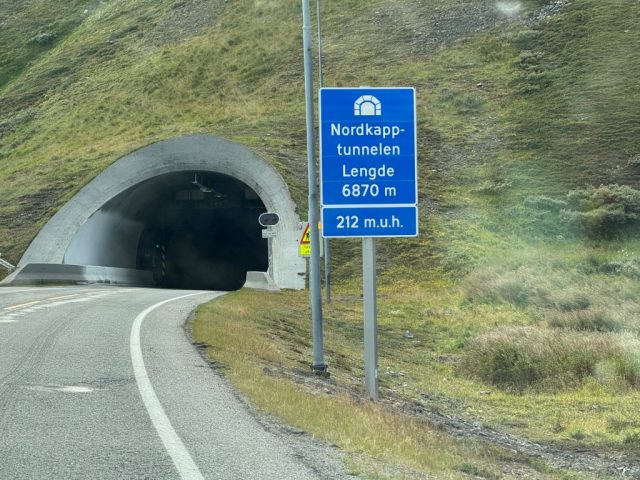 Nordkapp-
tunnelen
Lengde
6870 m
212 m.u.h.